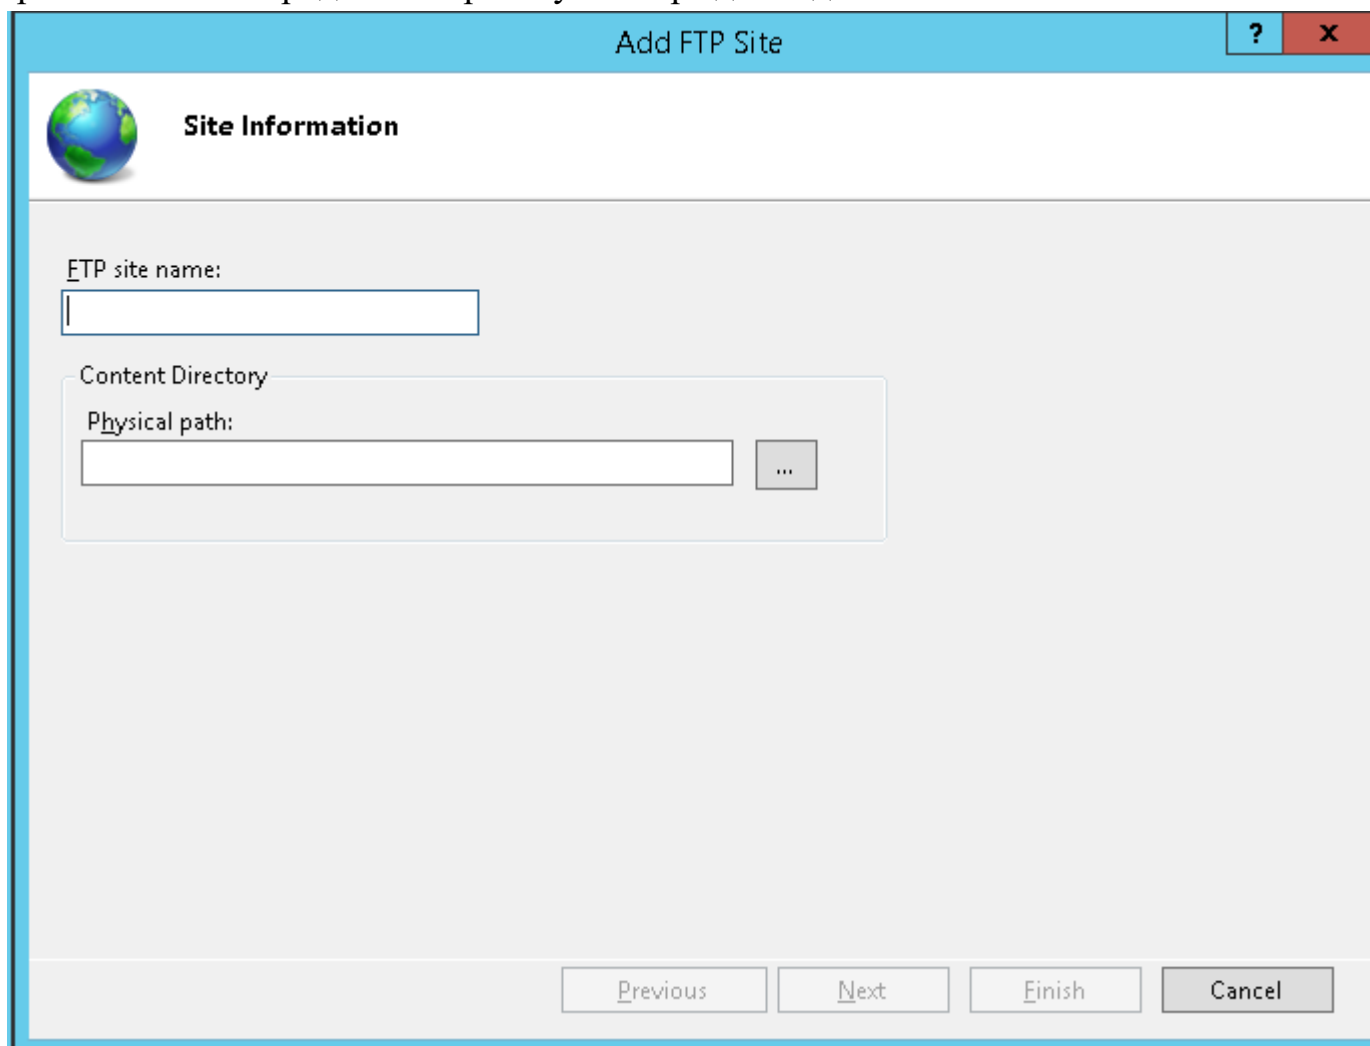 Add FTP Site
?
x
Site Information
FTP site name:
Content Directory
Physical path:
...
Previous
Next
Finish
Cancel